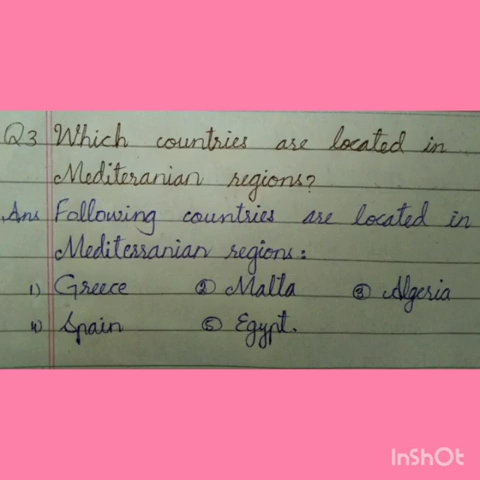 Q3 Which countries are located in
Mediteranian regions?
Ans Following countries are located in
Mediterranian regions:
1) Greece ② Malta ③ Algeria
4) Spain ⑤ Egypt.
InShOt